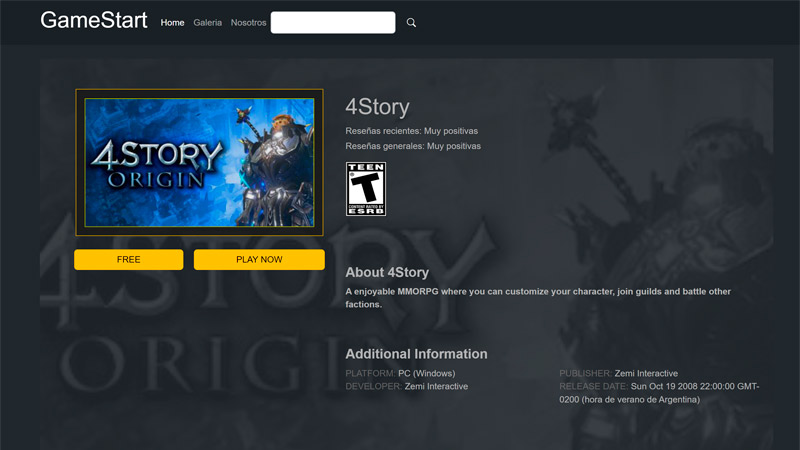 GameStart Home Galeria Nosotros
4STORY
ORIGIN
FREE PLAY NOW
4Story
Reseñas recientes: Muy positivas
Reseñas generales: Muy positivas
TEEN
T
CONTENT RATED BY
ESRB
About 4Story
A enjoyable MMORPG where you can customize your character, join guilds and battle other
factions.
Additional Information
PLATFORM: PC (Windows)
DEVELOPER: Zemi Interactive
PUBLISHER: Zemi Interactive
RELEASE DATE: Sun Oct 19 2008 22:00:00 GMT-
0200 (hora de verano de Argentina)
4STORY
ORIGIN